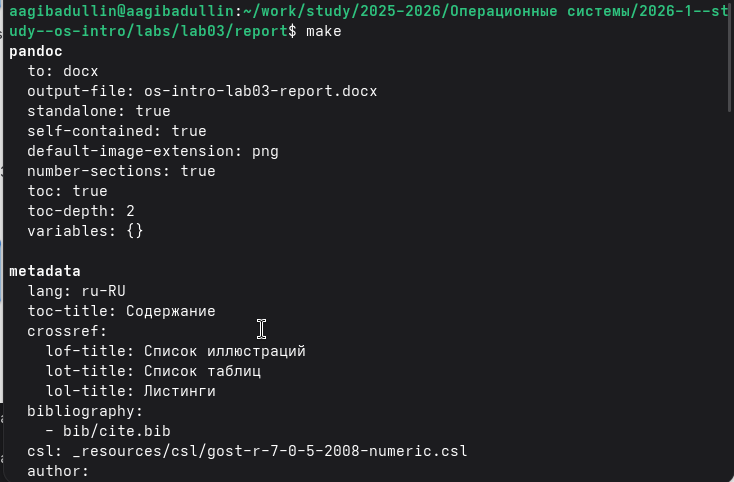 aagibadullin@aagibadullin:~/work/study/2025-2026/Операционные системы/2026-1--st
udy--os-intro/labs/lab03/report$ make
pandoc
  to: docx
  output-file: os-intro-lab03-report.docx
  standalone: true
  self-contained: true
  default-image-extension: png
  number-sections: true
  toc: true
  toc-depth: 2
  variables: {}

metadata
  lang: ru-RU
  toc-title: Содержание
  crossref:
    lof-title: Список иллюстраций
    lot-title: Список таблиц
    lol-title: Листинги
  bibliography:
    - bib/cite.bib
  csl: _resources/csl/gost-r-7-0-5-2008-numeric.csl
  author: